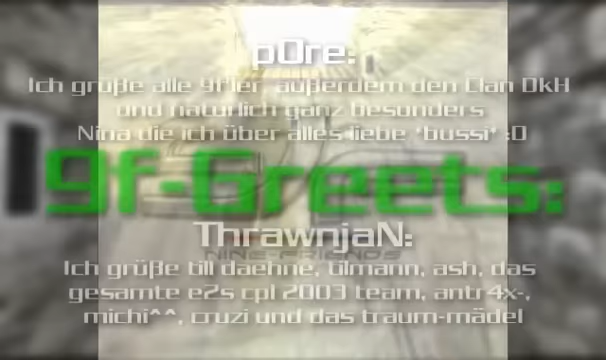 p0re:
Ich grüße alle 9f'ler, außerdem den Clan DkH
und natürlich ganz besonders
Nina die ich über alles liebe *bussi* :D
9f-Greets:
ThrawnjaN:
NINE-FRIENDS
Ich grüße till daehne, tilmann, ash, das
gesamte e2s cpl 2003 team, antr4x-,
michi^^, cruzi und das traum-mädel